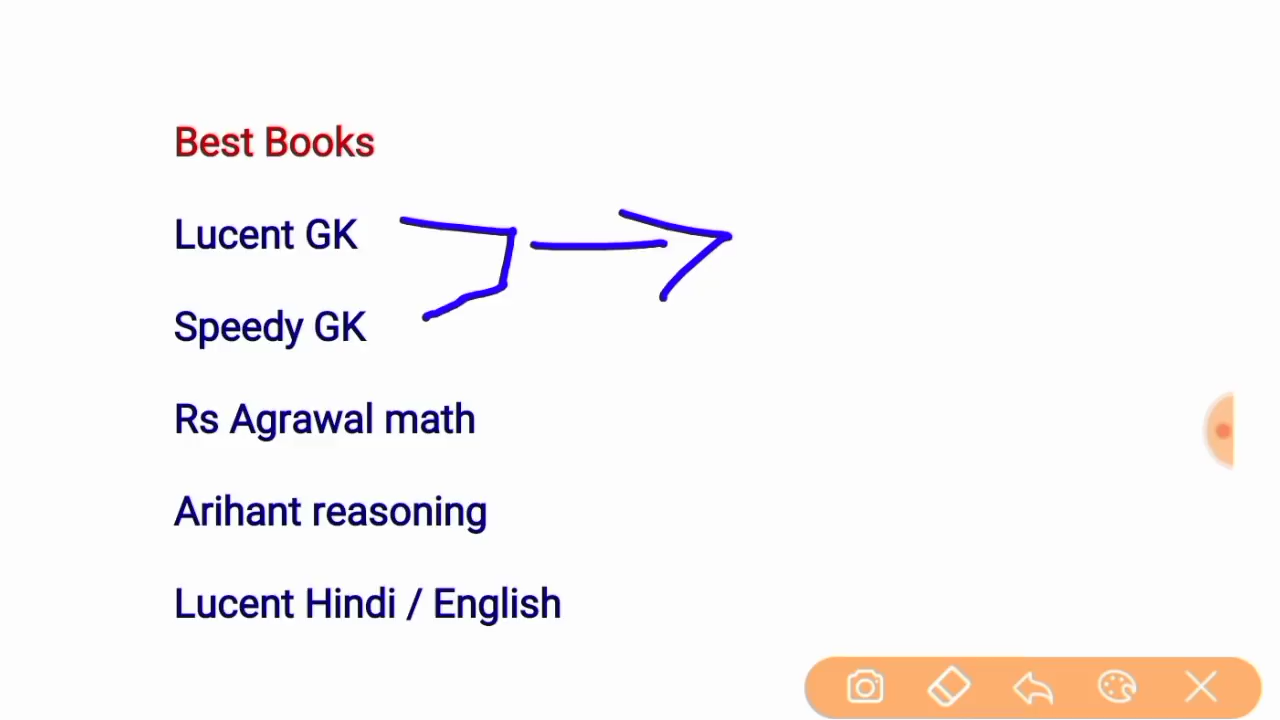 Best Books
Lucent GK
Speedy GK
Rs Agrawal math
Arihant reasoning
Lucent Hindi / English